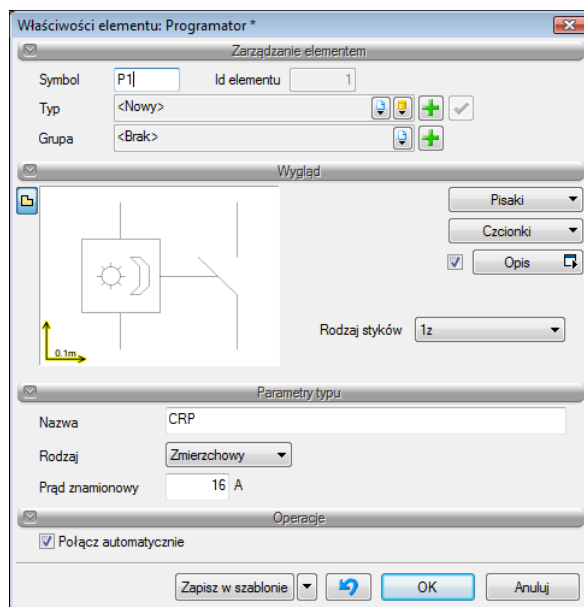 Właściwości elementu: Programator *
Zarządzanie elementem
Symbol P1 Id elementu 1
Typ <Nowy>
Grupa <Brak>
Wygląd
Pisaki
Czcionki
Opis
0.1m
Rodzaj styków 1z
Parametry typu
Nazwa CRP
Rodzaj Zmierzchowy
Prąd znamionowy 16 A
Operacje
Połącz automatycznie
Zapisz w szablonie OK Anuluj